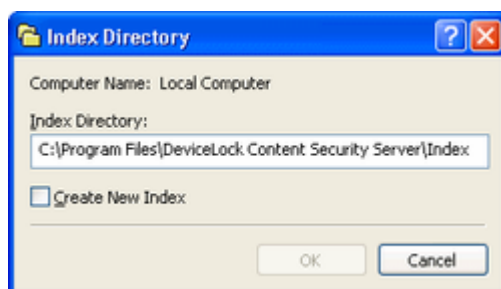 Index Directory
Computer Name: Local Computer
Index Directory:
C:\Program Files\DeviceLock Content Security Server\Index
Create New Index
OK
Cancel